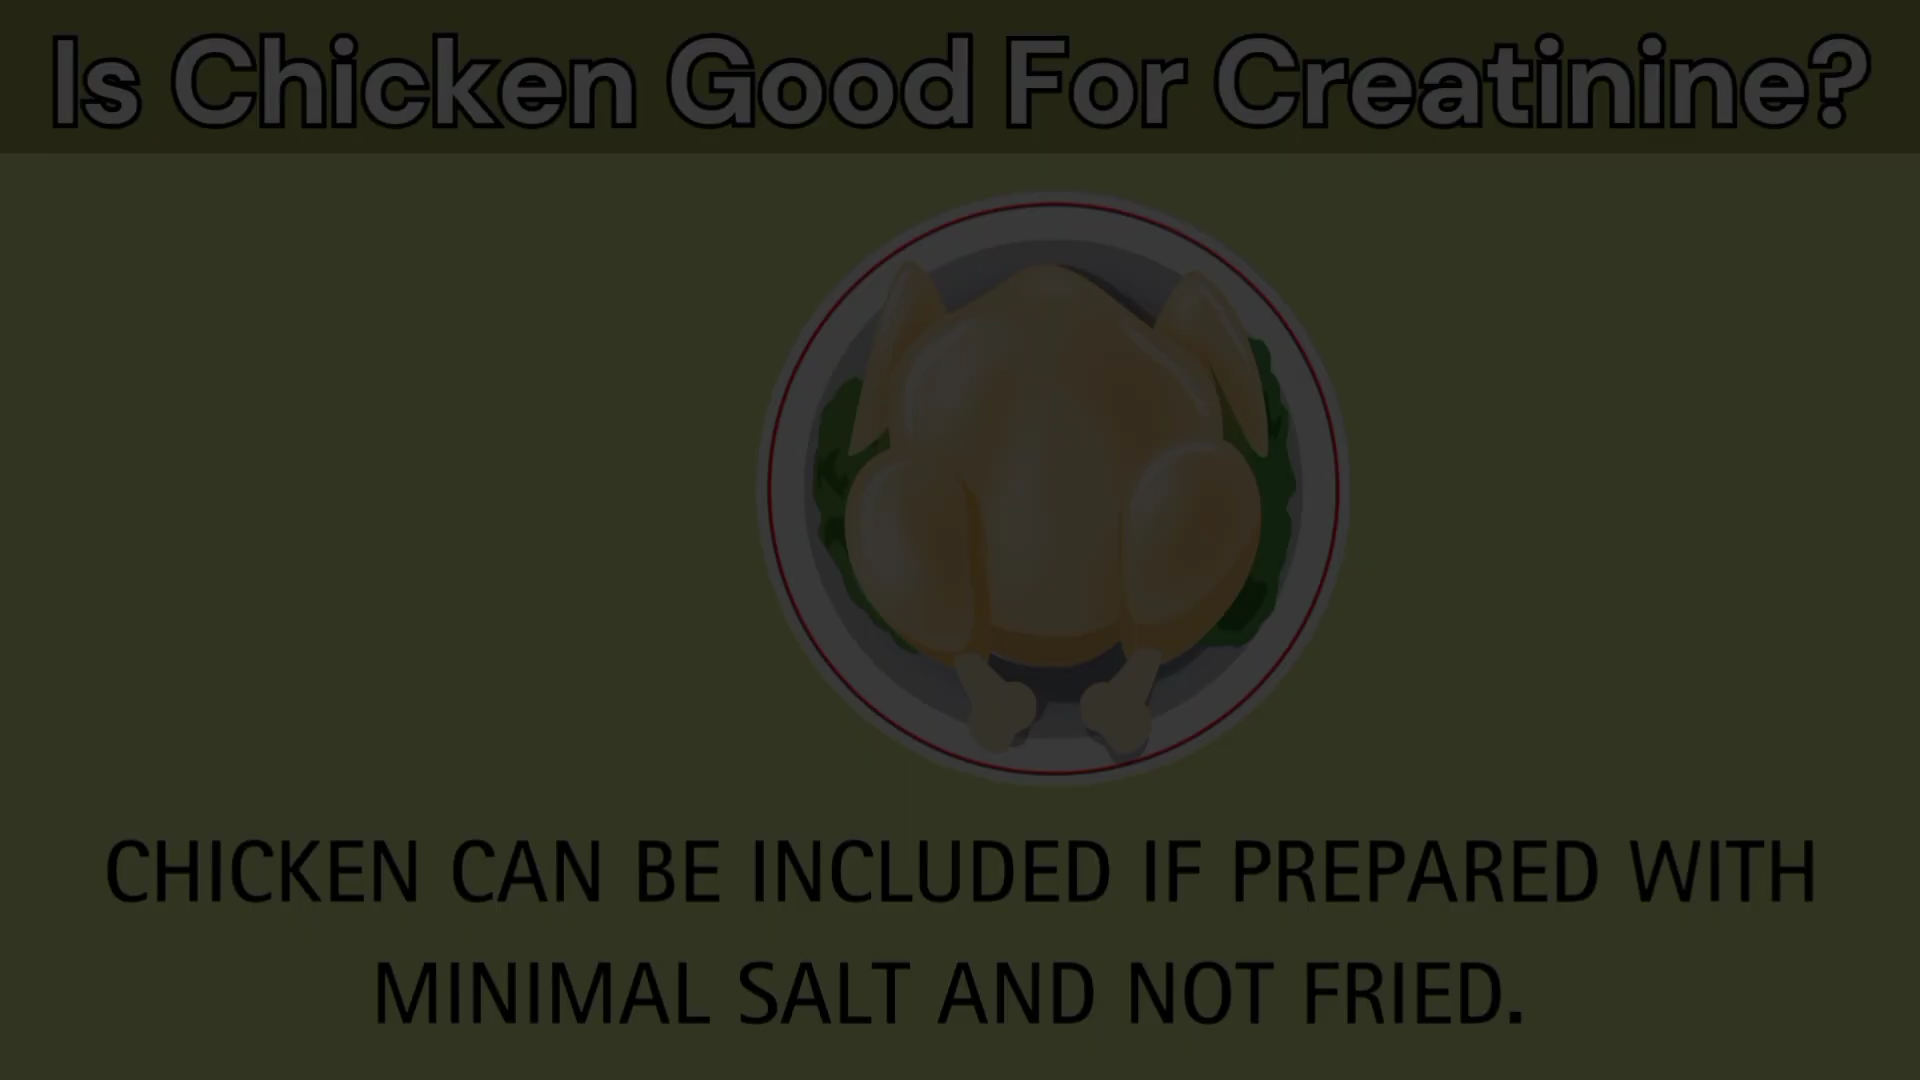 Is Chicken Good For Creatinine?
CHICKEN CAN BE INCLUDED IF PREPARED WITH
MINIMAL SALT AND NOT FRIED.